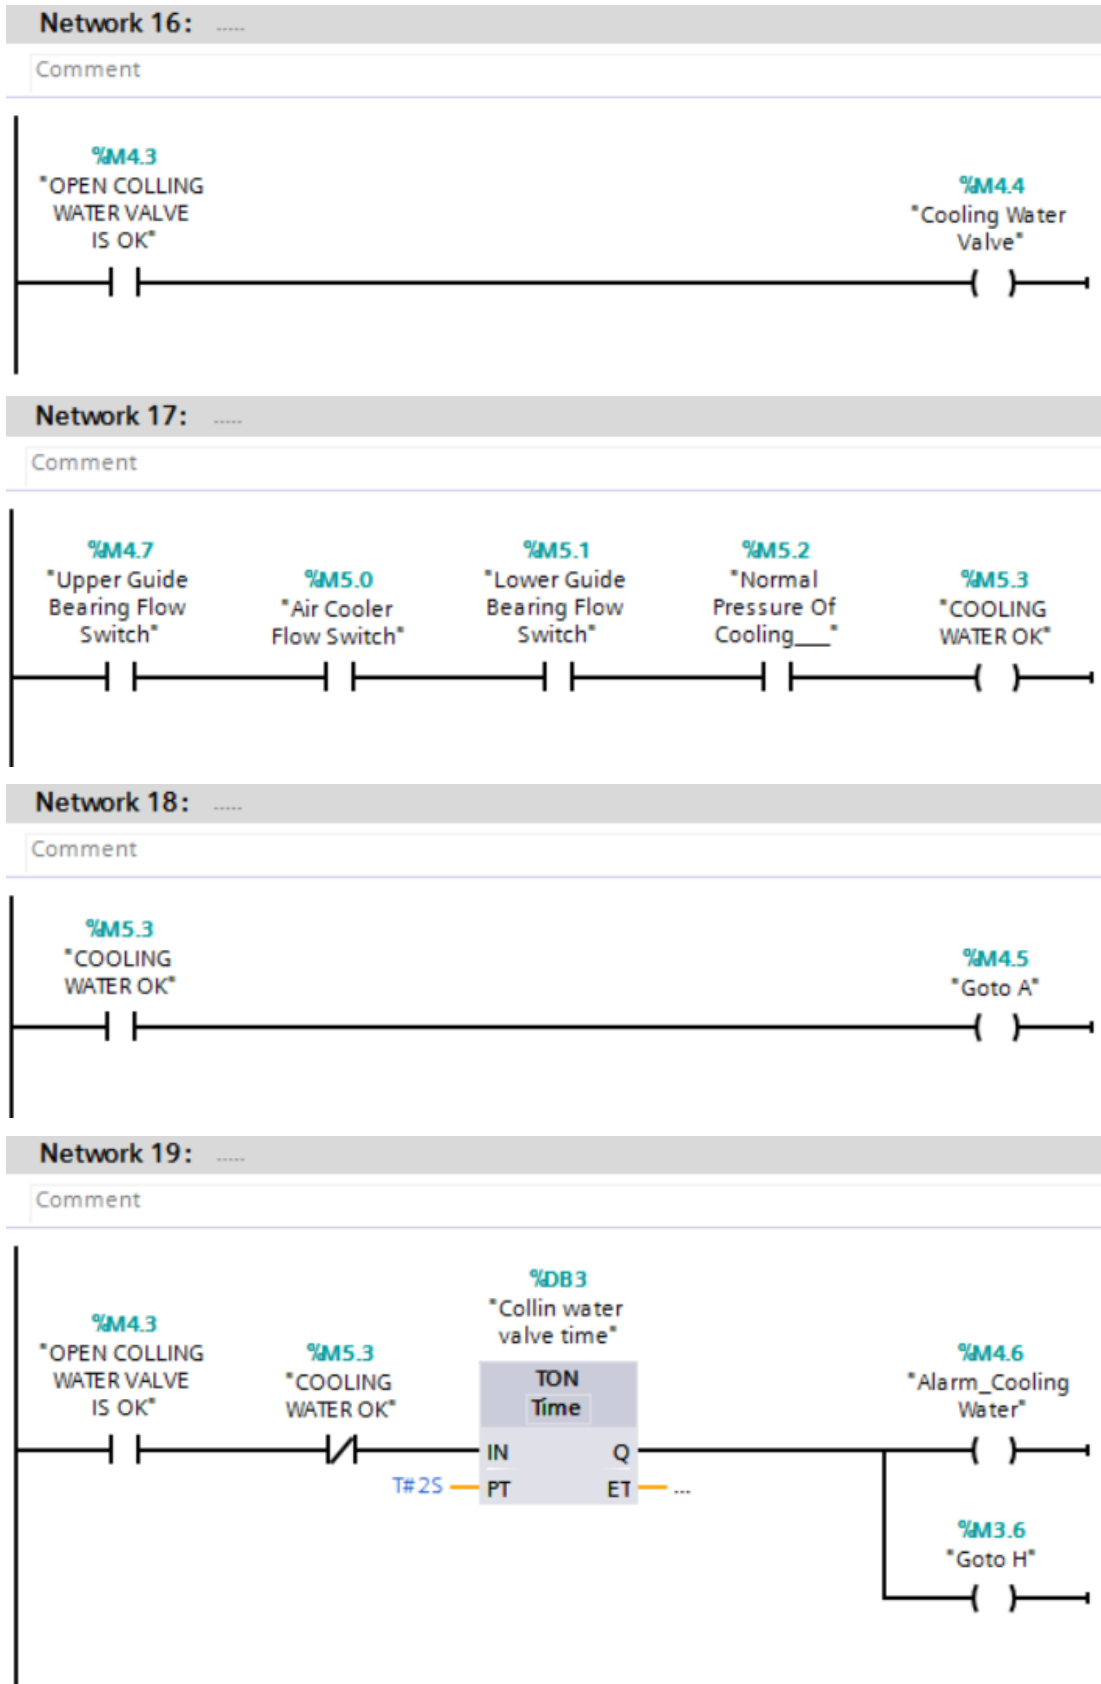 Network 16: .....
Comment
%M4.3
"OPEN COLLING
WATER VALVE
IS OK"
%M4.4
"Cooling Water
Valve"
Network 17: .....
Comment
%M4.7
"Upper Guide
Bearing Flow
Switch"
%M5.0
"Air Cooler
Flow Switch"
%M5.1
"Lower Guide
Bearing Flow
Switch"
%M5.2
"Normal
Pressure Of
Cooling___"
%M5.3
"COOLING
WATER OK"
Network 18: .....
Comment
%M5.3
"COOLING
WATER OK"
%M4.5
"Goto A"
Network 19: .....
Comment
%M4.3
"OPEN COLLING
WATER VALVE
IS OK"
%M5.3
"COOLING
WATER OK"
%DB3
"Collin water
valve time"
TON
Time
IN Q
T#2S PT ET ...
%M4.6
"Alarm_Cooling
Water"
%M3.6
"Goto H"